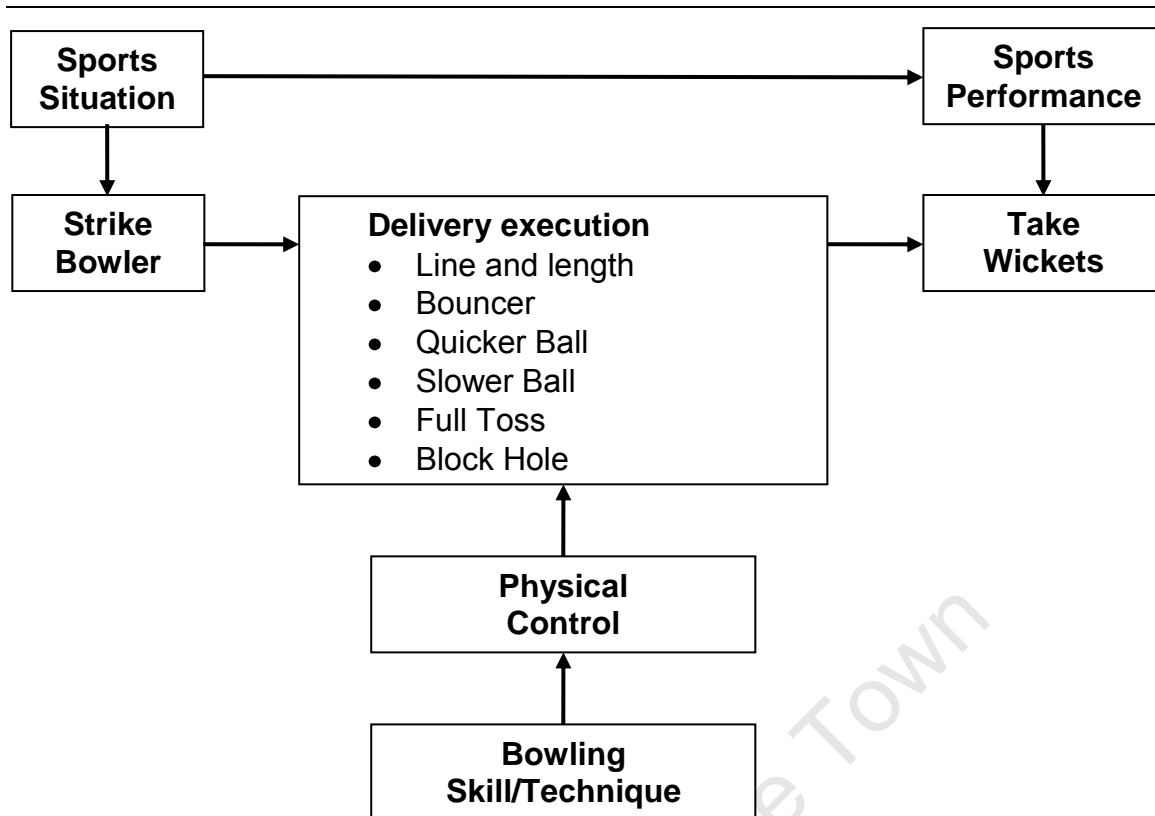 Sports
Situation
Sports
Performance
Strike
Bowler
Delivery execution
• Line and length
• Bouncer
• Quicker Ball
• Slower Ball
• Full Toss
• Block Hole
Take
Wickets
Physical
Control
Bowling
Skill/Technique
Town